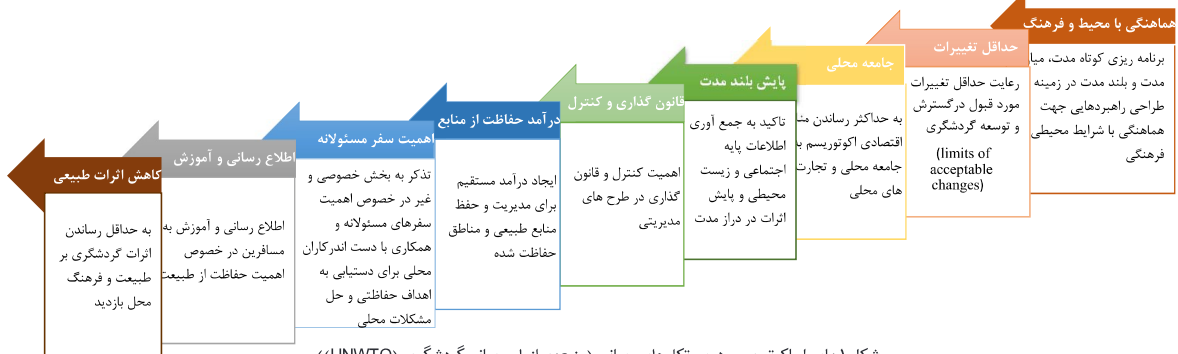 هماهنگی با محیط و فرهنگ
برنامه ریزی کوتاه مدت،
مدت و بلند مدت در زمینه
طراحی راهبردهایی جهت
هماهنگی با شرایط محیطی
فرهنگی
حداقل تغییرات
رعایت حداقل تغییرات
مورد قبول درگسترش
و توسعه گردشگری
(limits of
acceptable
changes)
جامعه محلی
به حداکثر رساندن
اقتصادی اکوتوریسم
جامعه محلی و تجارت
های محلی
پایش بلند مدت
تاکید به جمع آوری
اطلاعات پایه
اجتماعی و زیست
محیطی و پایش
اثرات در دراز مدت
قانون گذاری و کنترل
اهمیت کنترل و قانون
گذاری در طرح های
مدیریتی
درآمد حفاظت از منابع
ایجاد درآمد مستقیم
برای مدیریت و حفظ
منابع طبیعی و مناطق
حفاظت شده
اهمیت سفر مسئولانه
تذکر به بخش خصوصی و
غیر در خصوص اهمیت
سفرهای مسئولانه و
همکاری با دست اندرکاران
محلی برای دستیابی به
اهداف حفاظتی و حل
مشکلات محلی
اطلاع رسانی و آموزش
اطلاع رسانی و آموزش به
مسافرین در خصوص
اهمیت حفاظت از طبیعت
کاهش اثرات طبیعی
به حداقل رساندن
اثرات گردشگری بر
طبیعت و فرهنگ
محل بازدید